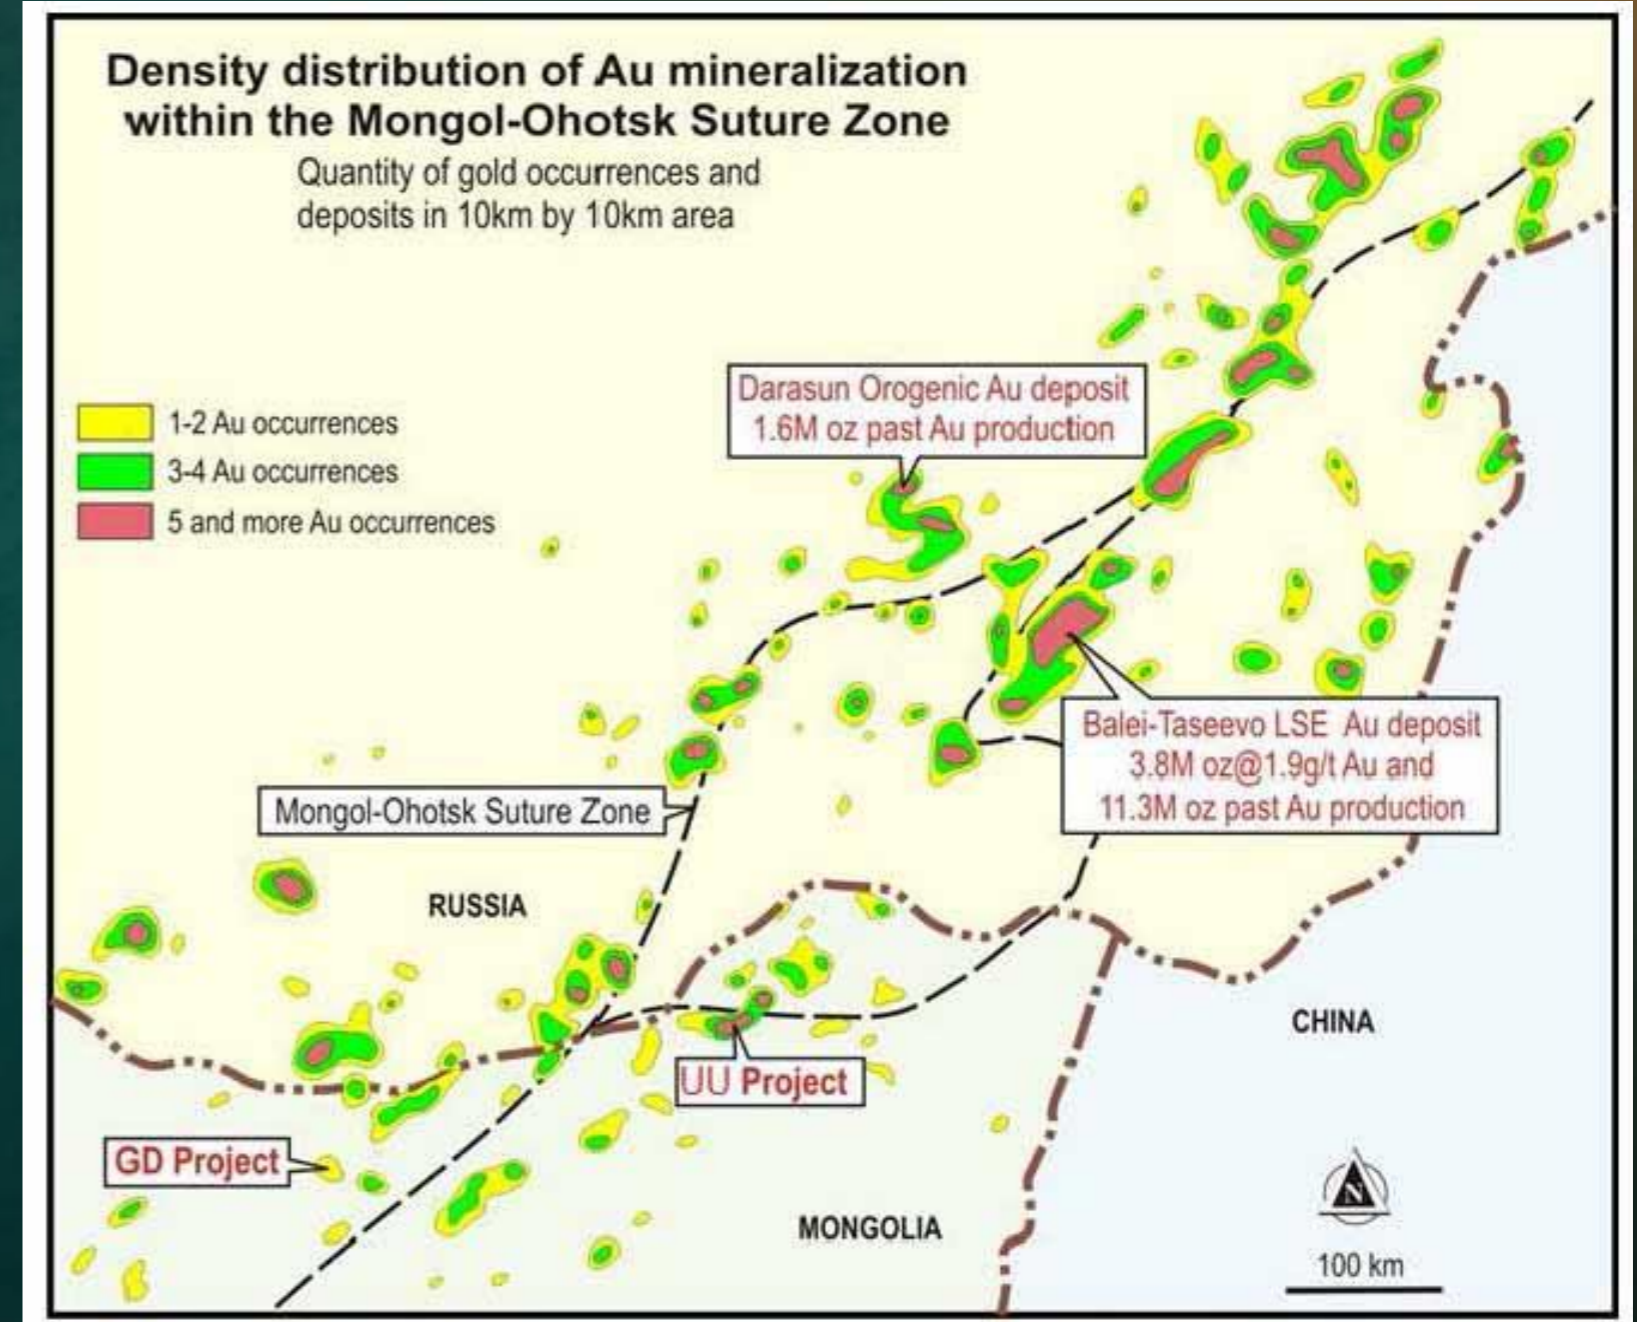 Density distribution of Au mineralization
within the Mongol-Ohotsk Suture Zone
Quantity of gold occurrences and
deposits in 10km by 10km area
Darasun Orogenic Au deposit
1.6M oz past Au production
1-2 Au occurrences
3-4 Au occurrences
5 and more Au occurrences
Balei-Taseevo LSE Au deposit
3.8M oz@1.9g/t Au and
11.3M oz past Au production
Mongol-Ohotsk Suture Zone
RUSSIA
CHINA
UU Project
GD Project
MONGOLIA
N
100 km